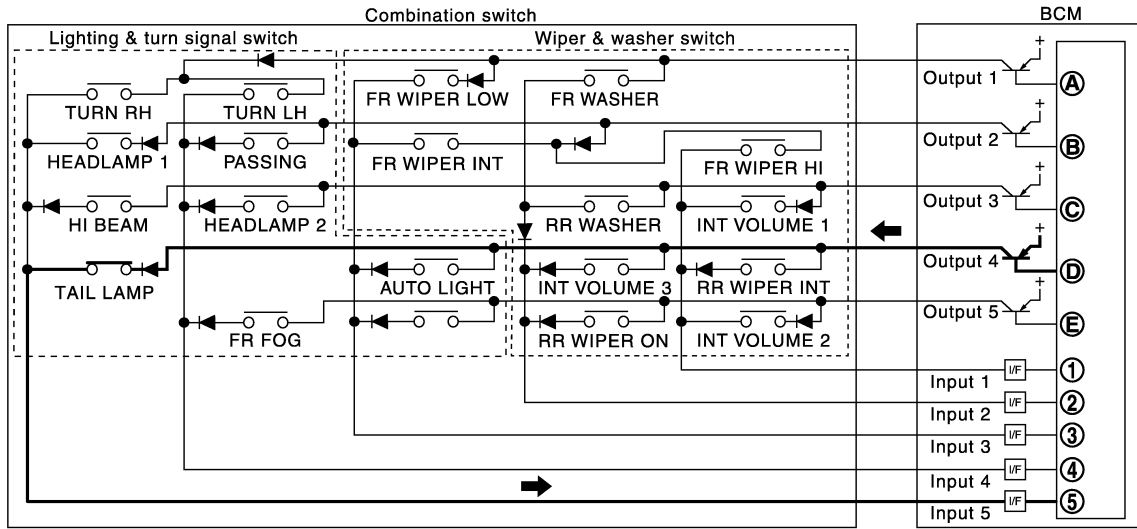 Combination switch
BCM
Lighting & turn signal switch
Wiper & washer switch
+
Output 1
A
TURN RH
TURN LH
FR WIPER LOW
FR WASHER
+
Output 2
B
HEADLAMP 1
PASSING
FR WIPER INT
FR WIPER HI
+
Output 3
C
HI BEAM
HEADLAMP 2
RR WASHER
INT VOLUME 1
+
Output 4
D
TAIL LAMP
AUTO LIGHT
INT VOLUME 3
RR WIPER INT
+
Output 5
E
FR FOG
RR WIPER ON
INT VOLUME 2
Input 1
I/F
1
Input 2
I/F
2
Input 3
I/F
3
Input 4
I/F
4
Input 5
I/F
5